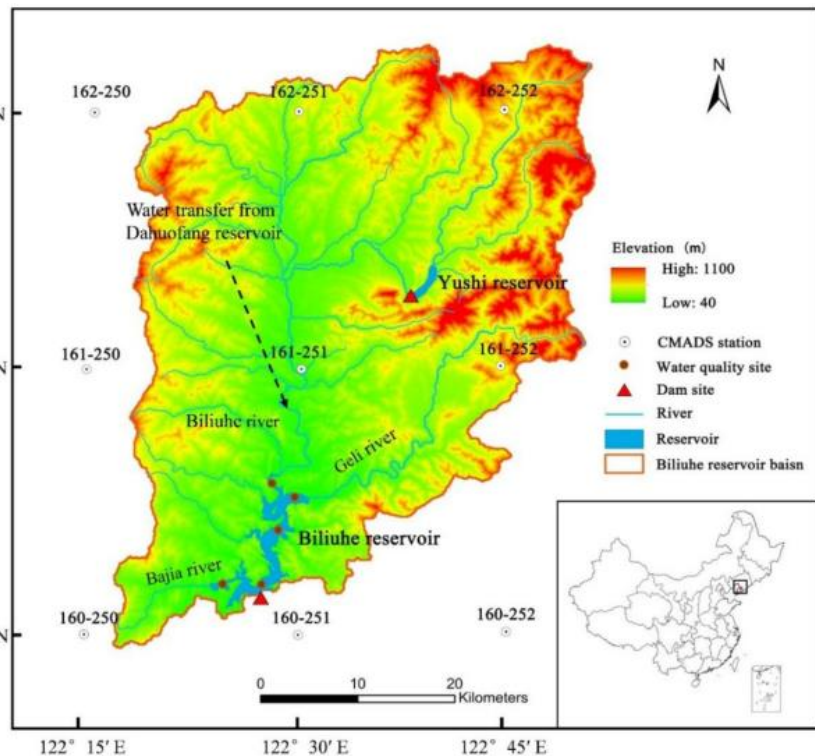 N
162-250
162-251
162-252
Water transfer from
Dahuofang reservoir
Yushi reservoir
Elevation (m)
High: 1100
Low: 40
161-250
161-251
161-252
CMADS station
Water quality site
Dam site
River
Reservoir
Biliuhe reservoir baisn
Biliuhe river
Geli river
Biliuhe reservoir
Bajia river
160-250
160-251
160-252
0
10
20
Kilometers
122° 15' E
122° 30' E
122° 45' E